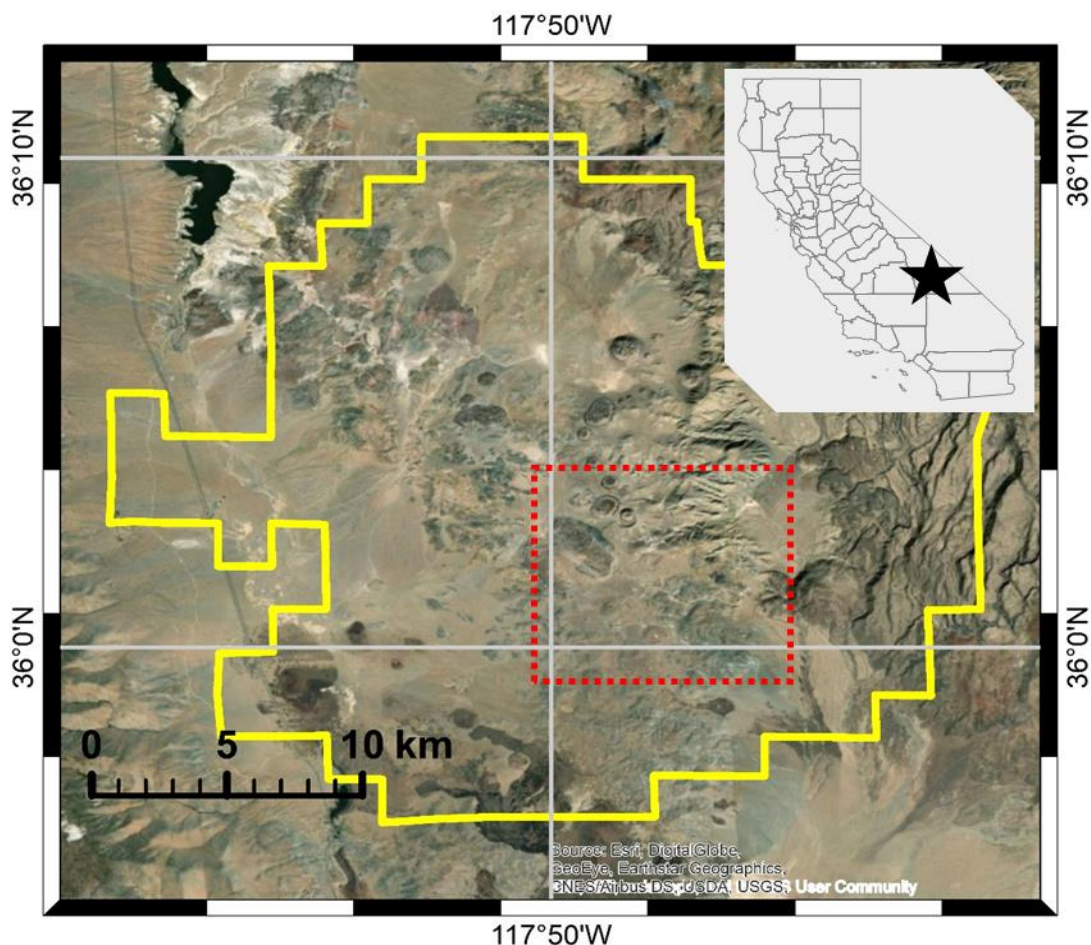 117°50'W
36°10'N
36°10'N
36°0'N
36°0'N
0 5 10 km
Source: Esri, DigitalGlobe,
GeoEye, Earthstar Geographics,
CNES/Airbus DS, USDA, USGS,
User Community
117°50'W